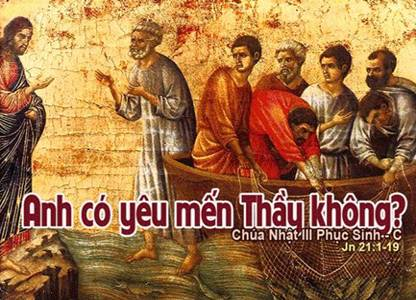 Anh có yêu mến Thầy không?
Chúa Nhật III Phục Sinh - C
Jn 21:1-19